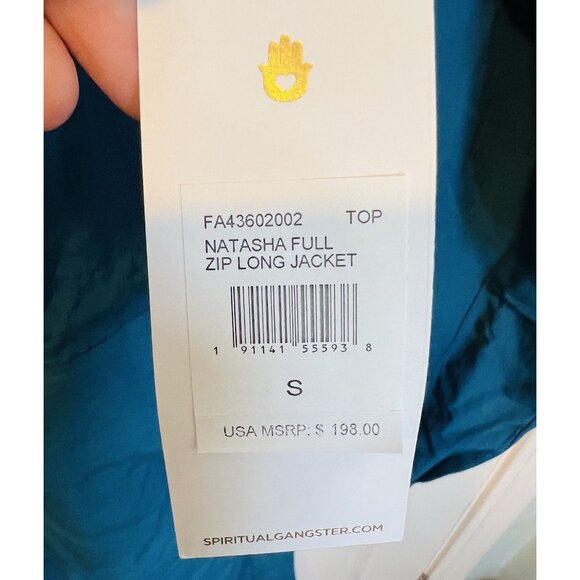 FA43602002 TOP
NATASHA FULL
ZIP LONG JACKET
1 91141 55593 8
S
USA MSRP: $ 198.00
SPIRITUALGANGSTER.COM